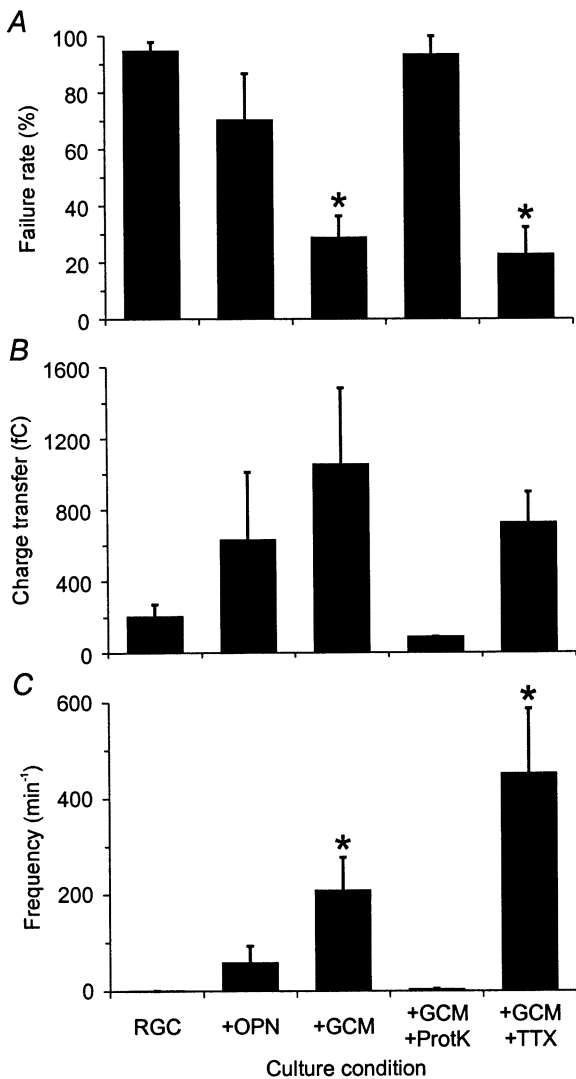 A
Failure rate (%)
100
80
60
40
20
0
*
*
B
Charge transfer (fC)
1600
1200
800
400
0
C
Frequency (min-1)
600
400
200
0
*
*
RGC
+OPN
+GCM
+GCM
+ProtK
+GCM
+TTX
Culture condition